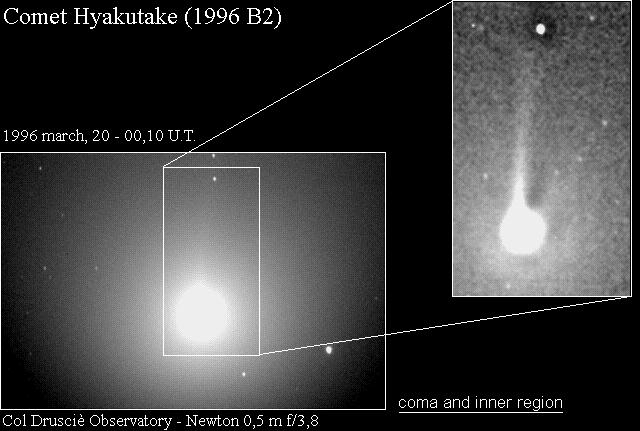 Comet Hyakutake (1996 B2)
1996 march, 20 - 00,10 U.T.
coma and inner region
Col Drusciè Observatory - Newton 0,5 m f/3,8